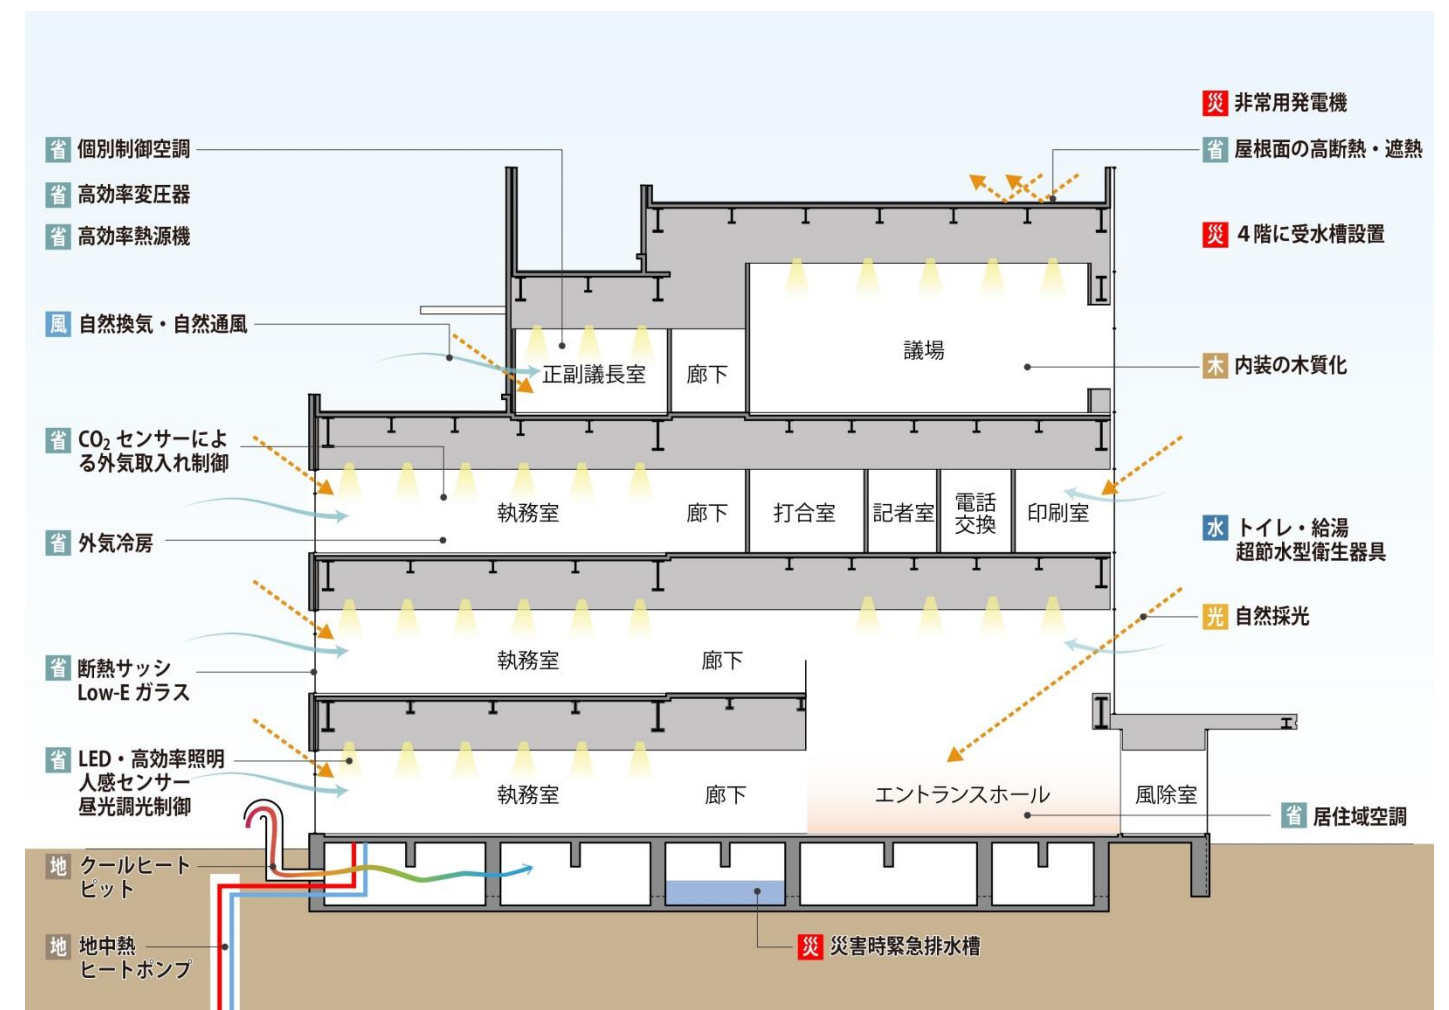 省 個別制御空調
省 高効率変圧器
省 高効率熱源機
風 自然換気・自然通風
省 CO₂ センサーによ
る外気取入れ制御
省 外気冷房
省 断熱サッシ
Low-E ガラス
省 LED・高効率照明
人感センサー
昼光調光制御
地 クールヒート
ピット
地 地中熱
ヒートポンプ
正副議長室
廊下
議場
執務室
廊下
打合室
記者室
電話
交換
印刷室
執務室
廊下
執務室
廊下
エントランスホール
風除室
災 非常用発電機
省 屋根面の高断熱・遮熱
災 4階に受水槽設置
木 内装の木質化
水 トイレ・給湯
超節水型衛生器具
光 自然採光
省 居住域空調
災 災害時緊急排水槽